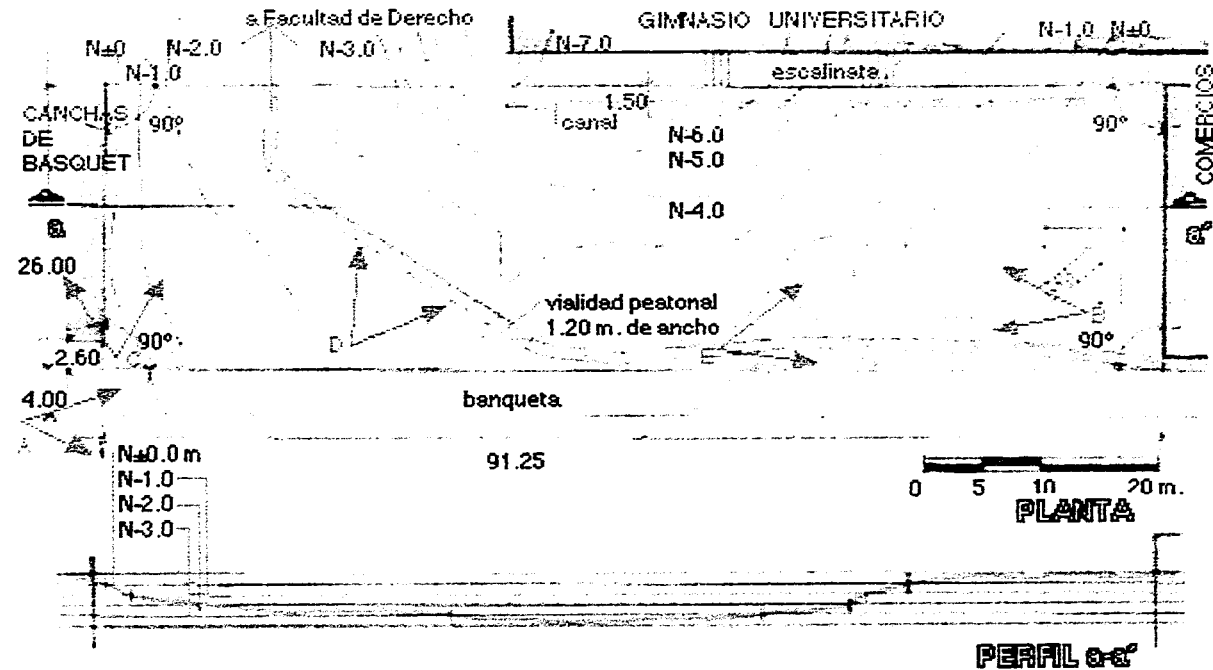 a Facultad de Derecho
GIMNASIO UNIVERSITARIO
N±0 N-2.0 N-3.0 N-7.0 N-1.0 N±0
N-1.0
escalinata
CANCHAS
DE
BASQUET
90°
1.50
canal
90°
COMERCIOS
N-6.0
N-5.0
N-4.0
a
a'
26.00
vialidad peatonal
1.20 m. de ancho
D
E
B
C
90°
90°
2.60
4.00
A
banqueta
N±0.0 m
N-1.0
N-2.0
N-3.0
91.25
0 5 10 20 m.
PLANTA
PERFIL a-a'